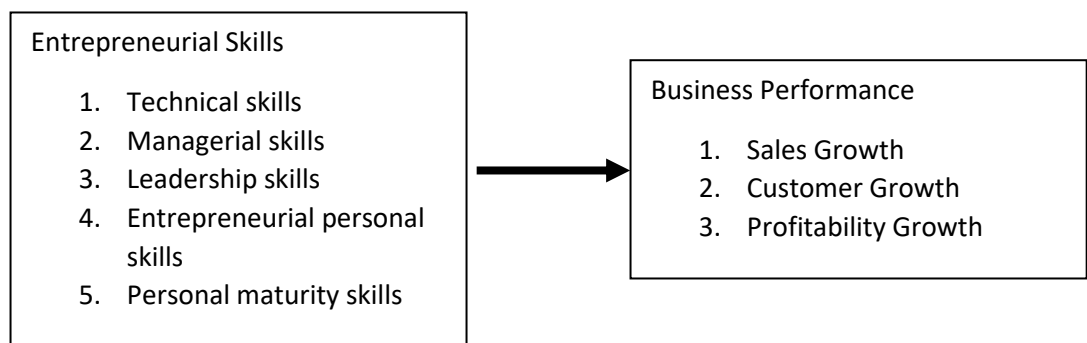 Entrepreneurial Skills
1. Technical skills
2. Managerial skills
3. Leadership skills
4. Entrepreneurial personal
skills
5. Personal maturity skills
Business Performance
1. Sales Growth
2. Customer Growth
3. Profitability Growth